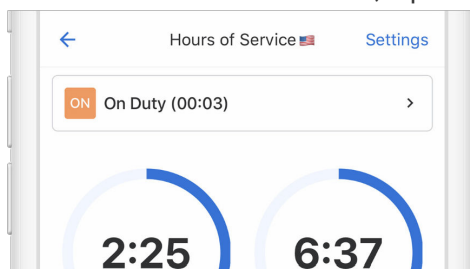 Hours of Service🇺🇸
Settings
ON On Duty (00:03)
2:25
6:37